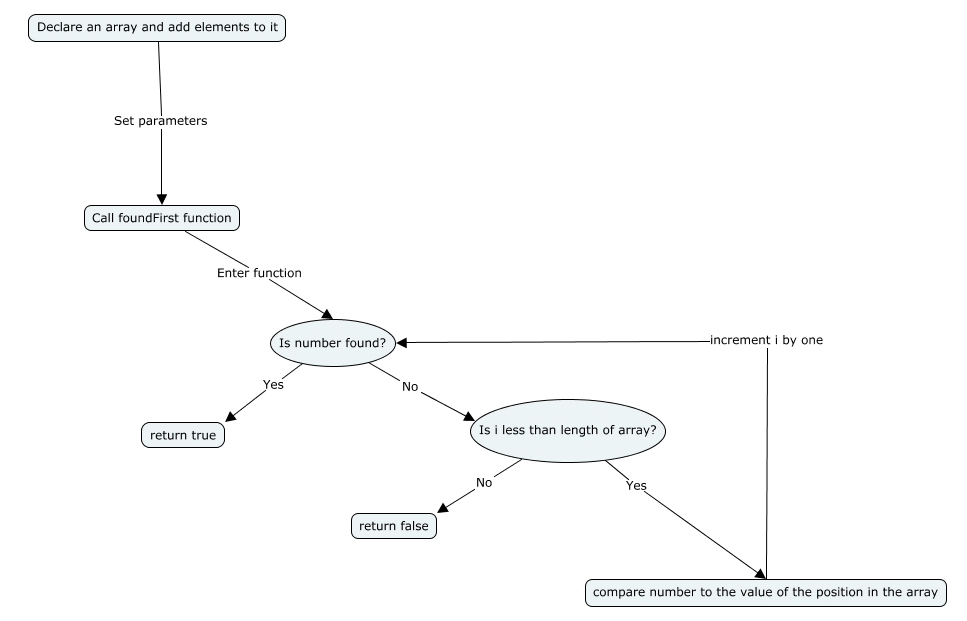 Declare an array and add elements to it
Set parameters
Call foundFirst function
Enter function
Is number found?
increment i by one
Yes
No
return true
Is i less than length of array?
No
Yes
return false
compare number to the value of the position in the array